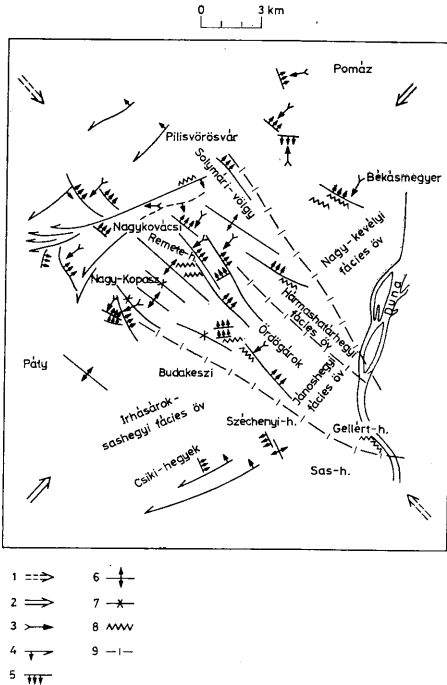 0 3 km
Pomáz
Pilisvörösvár
Solymári-völgy
Békásmegyer
Nagy-kevélyi
fácies öv
Nagykovácsi
Remete-h.
Nagy-Kopasz
Hármashatárhegyi
fácies öv
Duna
Ördögárok
Jánoshegyi
fácies öv
Páty
Budakeszi
Irhásárok-
sashegyi fácies öv
Széchenyi-h.
Gellért-h.
Csiki-hegyek
Sas-h.
1
2
3
4
5
6
7
8
9